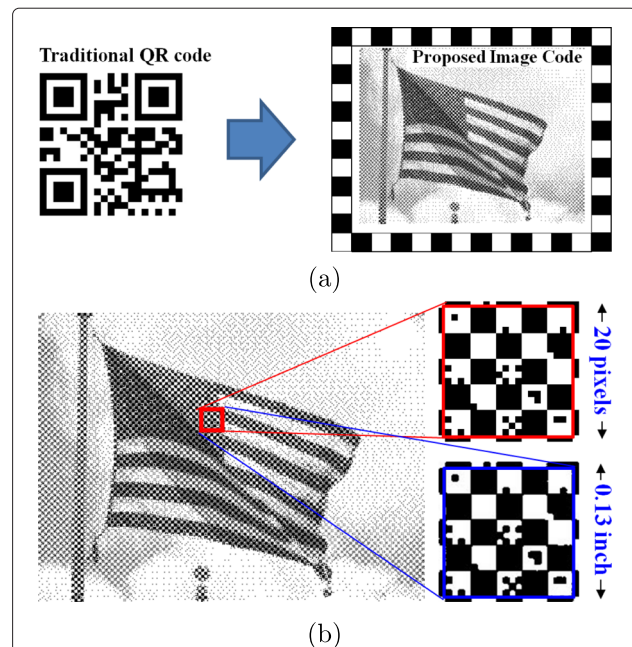 Traditional QR code
Proposed Image Code
(a)
20 pixels
0.13 inch
(b)